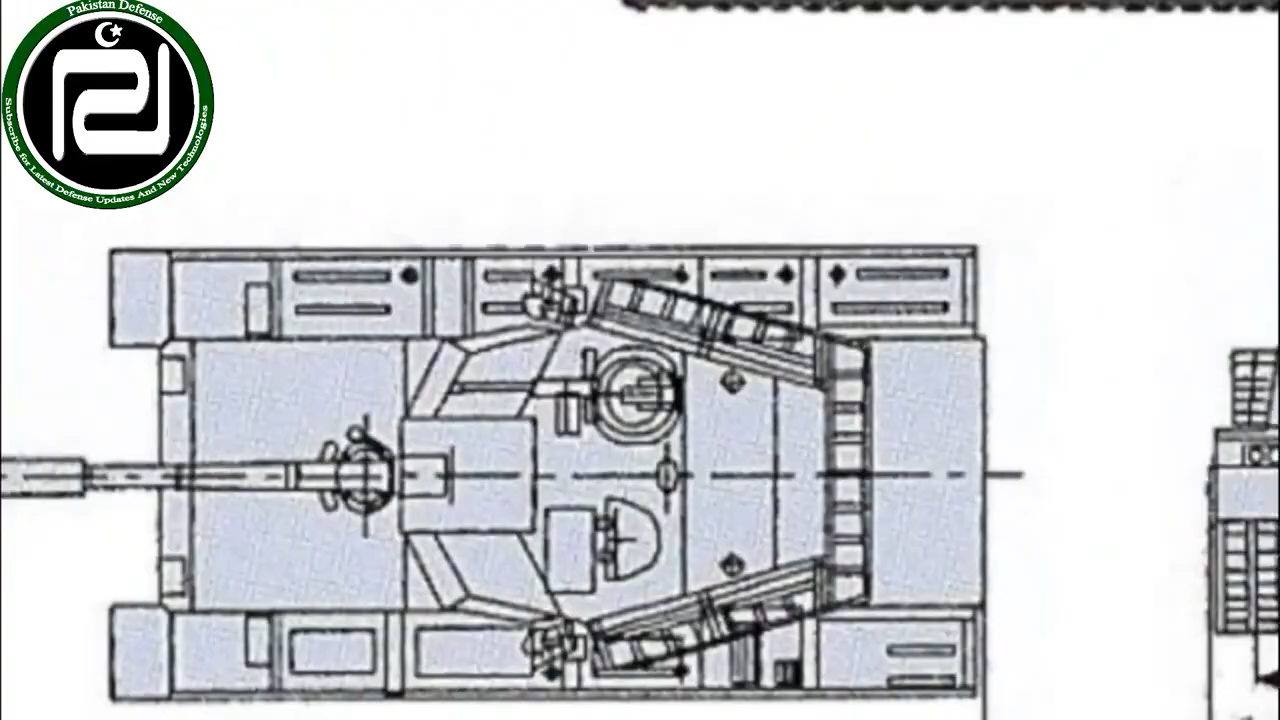 Pakistan Defense
Subscribe for Latest Defense Updates And New Technologies